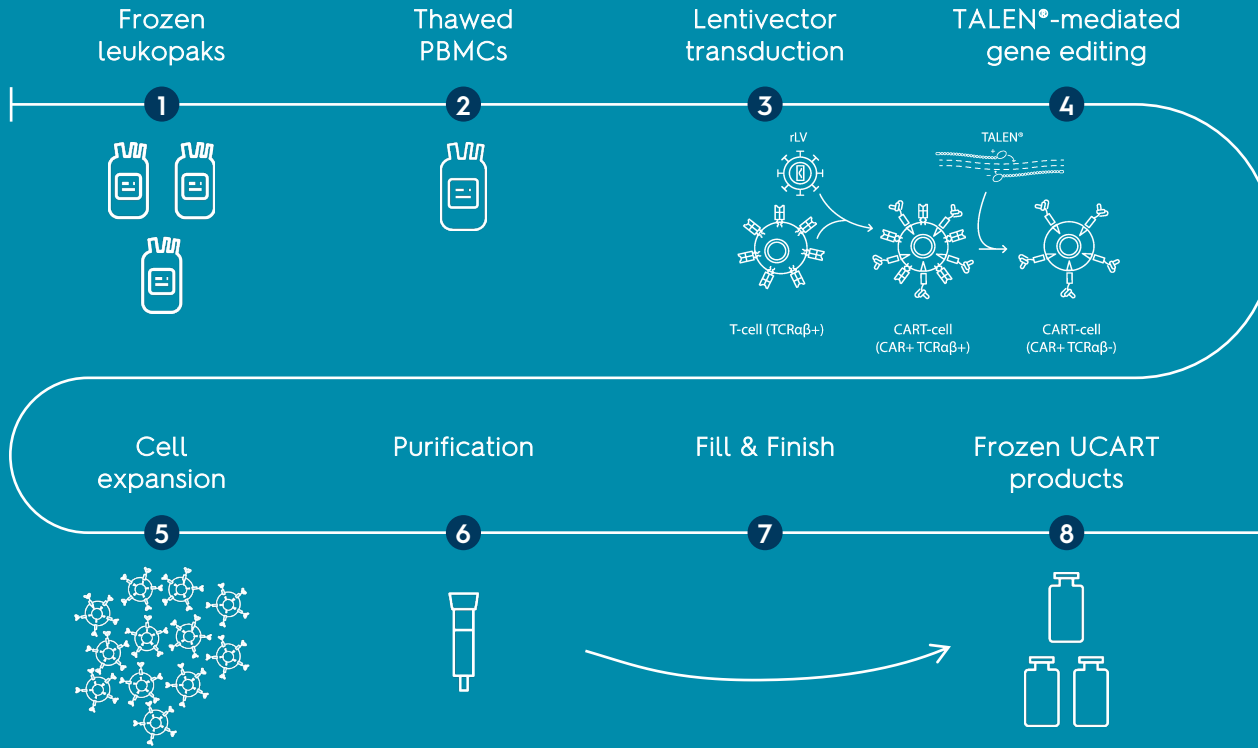 Frozen
leukopaks
Thawed
PBMCs
Lentivector
transduction
TALEN®-mediated
gene editing
1
2
3
4
rLV
TALEN®
T-cell (TCRαβ+)
CART-cell
(CAR+ TCRαβ+)
CART-cell
(CAR+ TCRαβ-)
Cell
expansion
Purification
Fill & Finish
Frozen UCART
products
5
6
7
8